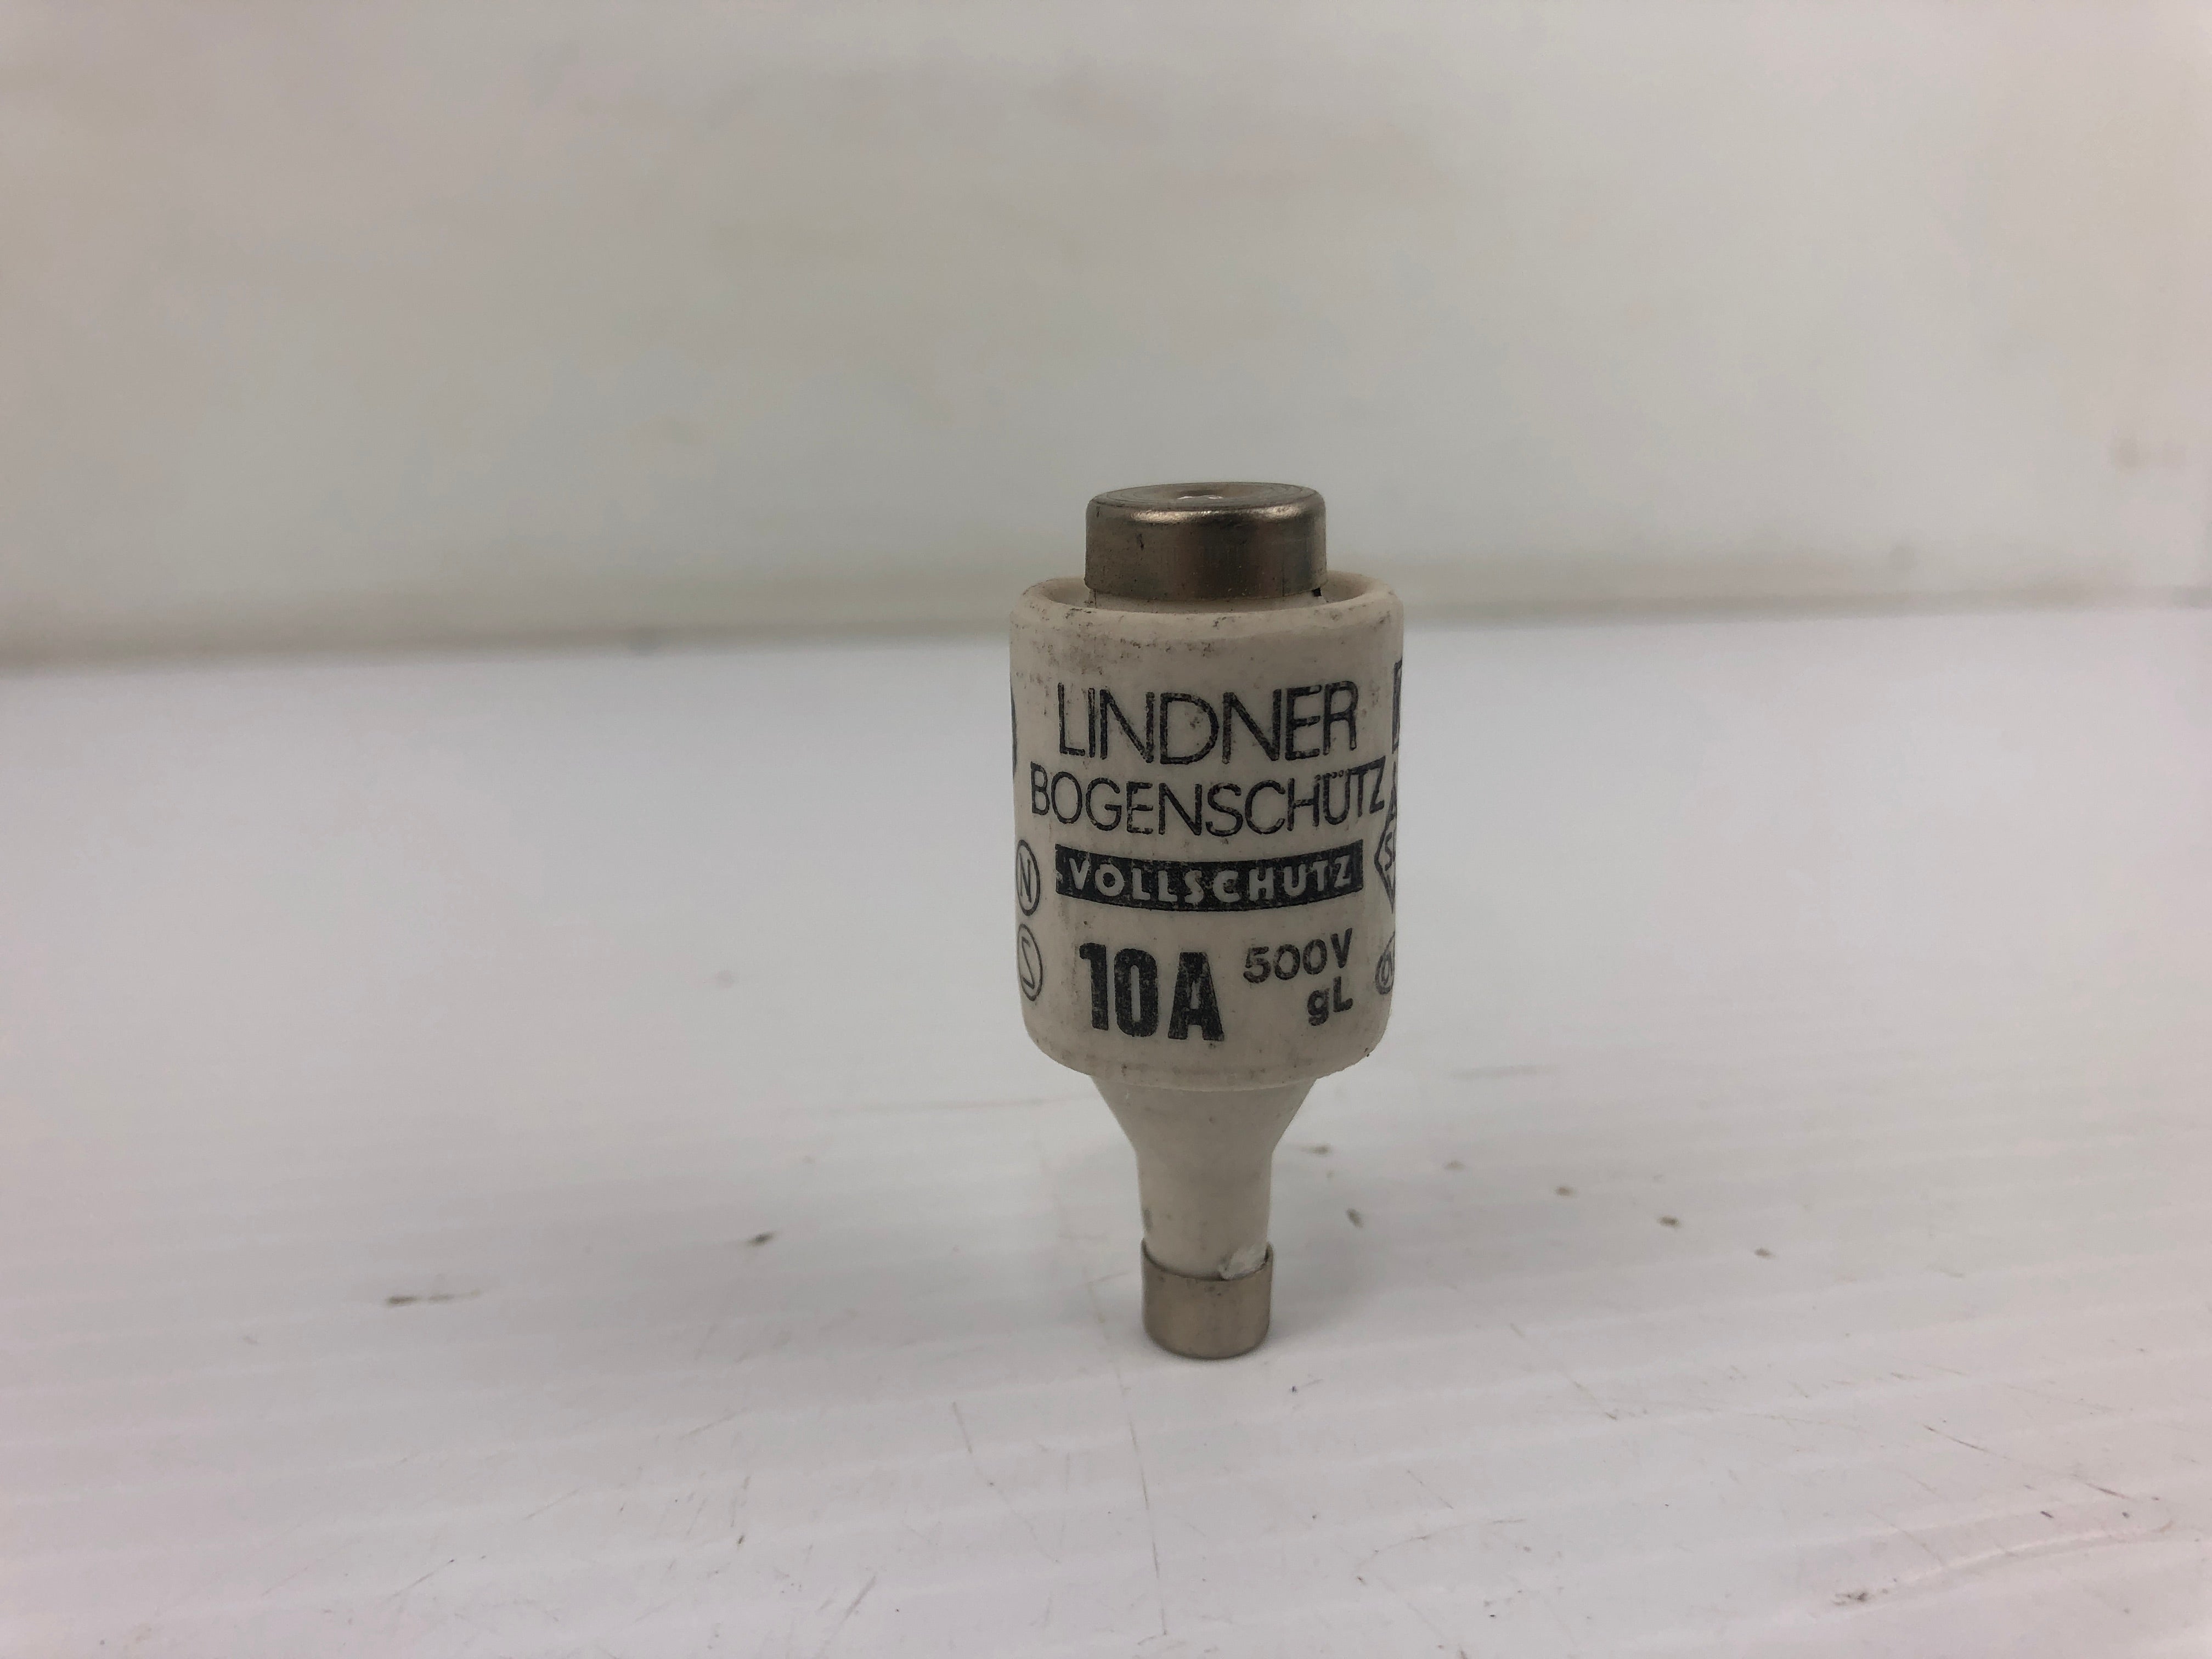 LINDNER
BOGENSCHÜTZ
VOLLSCHUTZ
10A 500V
gL
N
S